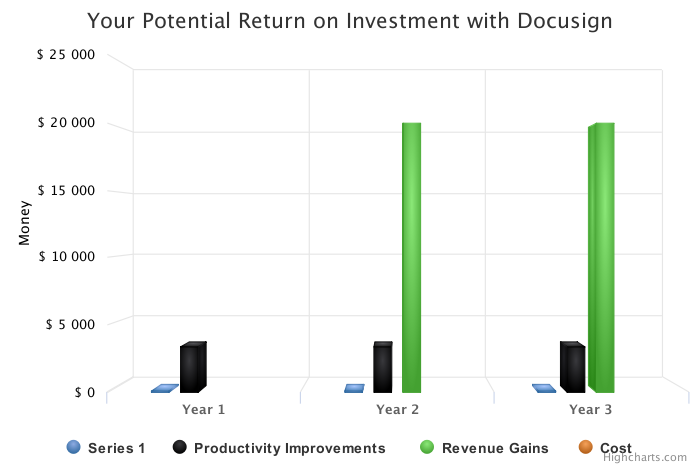 Your Potential Return on Investment with Docusign
$ 25 000
$ 20 000
$ 15 000
$ 10 000
$ 5 000
$ 0
Money
Year 1 Year 2 Year 3
Series 1 Productivity Improvements Revenue Gains Cost
Highcharts.com